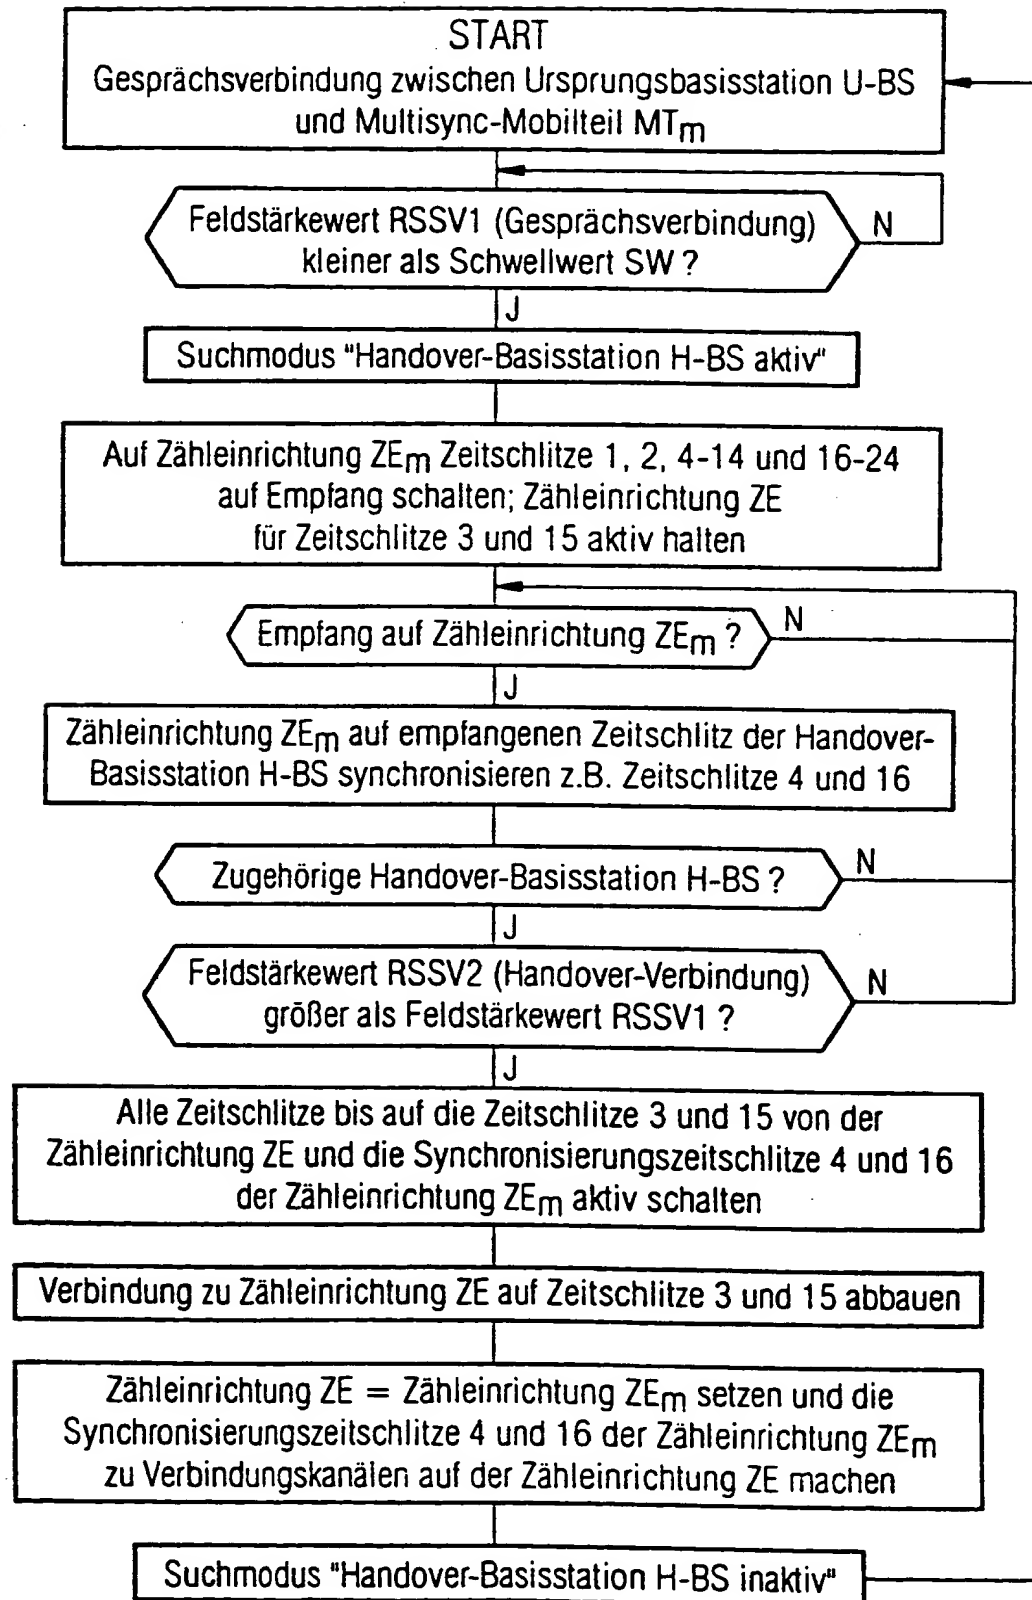 START
Gesprächsverbindung zwischen Ursprungsbasisstation U-BS
und Multisync-Mobilteil MTm
Feldstärkewert RSSV1 (Gesprächsverbindung)
kleiner als Schwellwert SW ?
N
J
Suchmodus "Handover-Basisstation H-BS aktiv"
Auf Zähleinrichtung ZEm Zeitschlitze 1, 2, 4-14 und 16-24
auf Empfang schalten; Zähleinrichtung ZE
für Zeitschlitze 3 und 15 aktiv halten
Empfang auf Zähleinrichtung ZEm ?
N
J
Zähleinrichtung ZEm auf empfangenen Zeitschlitz der Handover-
Basisstation H-BS synchronisieren z.B. Zeitschlitze 4 und 16
Zugehörige Handover-Basisstation H-BS ?
N
J
Feldstärkewert RSSV2 (Handover-Verbindung)
größer als Feldstärkewert RSSV1 ?
N
J
Alle Zeitschlitze bis auf die Zeitschlitze 3 und 15 von der
Zähleinrichtung ZE und die Synchronisierungszeitschlitze 4 und 16
der Zähleinrichtung ZEm aktiv schalten
Verbindung zu Zähleinrichtung ZE auf Zeitschlitze 3 und 15 abbauen
Zähleinrichtung ZE = Zähleinrichtung ZEm setzen und die
Synchronisierungszeitschlitze 4 und 16 der Zähleinrichtung ZEm
zu Verbindungskanälen auf der Zähleinrichtung ZE machen
Suchmodus "Handover-Basisstation H-BS inaktiv"